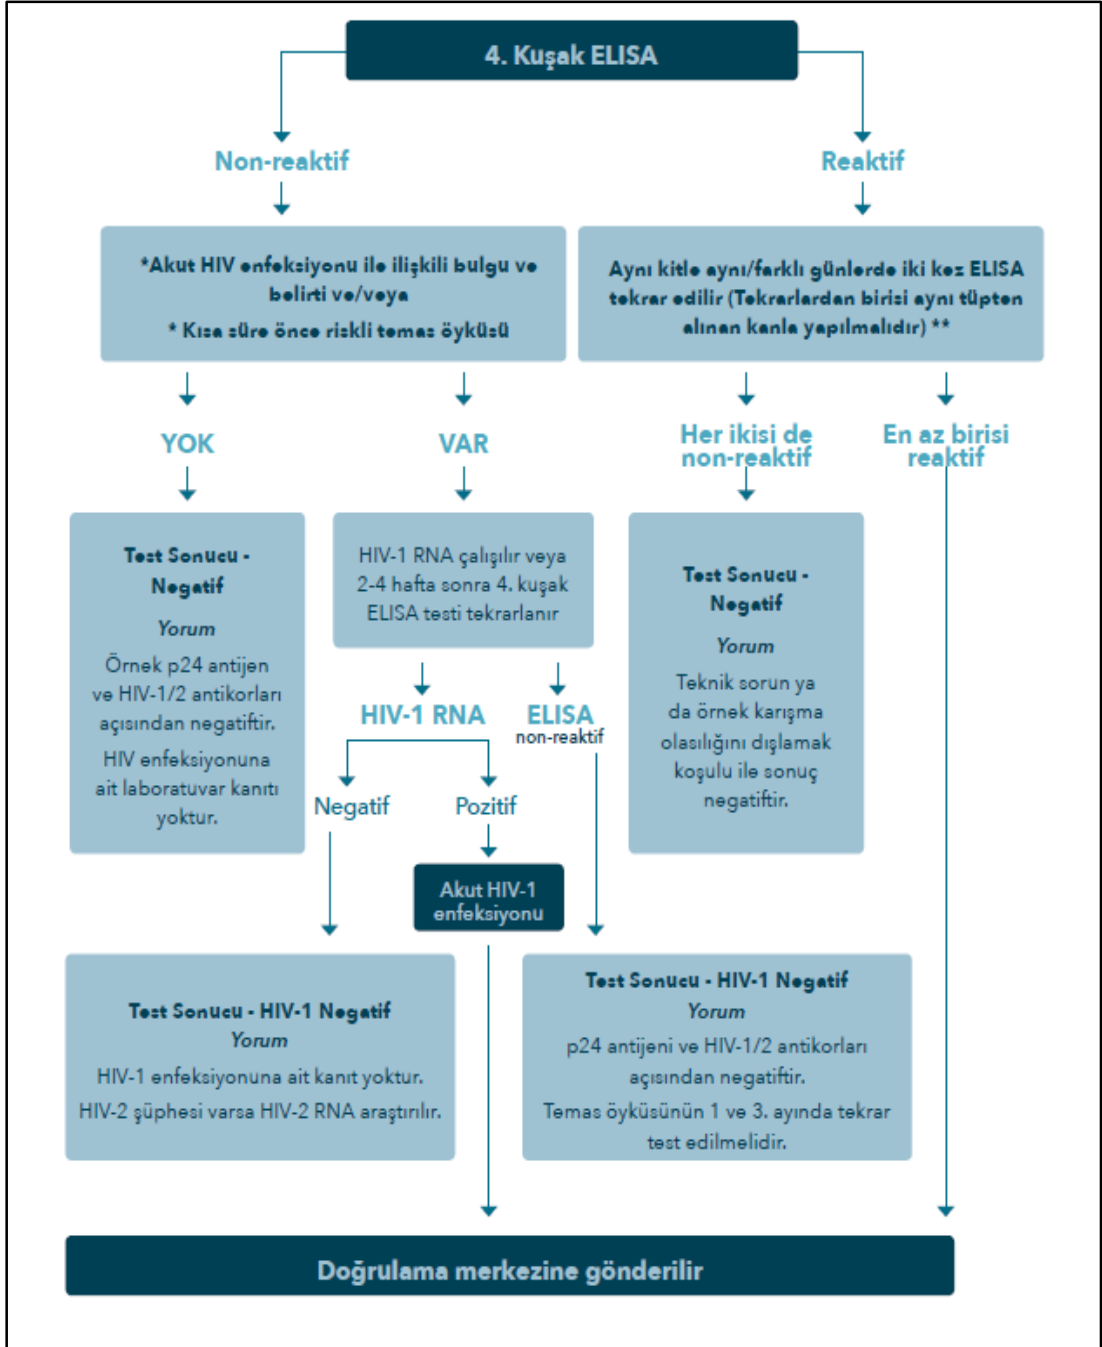 4. Kuşak ELISA
Non-reaktif
Reaktif
*Akut HIV enfeksiyonu ile ilişkili bulgu ve
belirti ve/veya
* Kısa süre önce riskli temas öyküsü
Aynı kitle aynı/farklı günlerde iki kez ELISA
tekrar edilir (Tekrarlardan birisi aynı tüpten
alınan kanla yapılmalıdır) **
YOK
VAR
Her ikisi de
non-reaktif
En az birisi
reaktif
Test Sonucu -
Negatif
Yorum
Örnek p24 antijen
ve HIV-1/2 antikorları
açısından negatiftir.
HIV enfeksiyonuna
ait laboratuvar kanıtı
yoktur.
HIV-1 RNA çalışılır veya
2-4 hafta sonra 4. kuşak
ELISA testi tekrarlanır
Test Sonucu -
Negatif
Yorum
Teknik sorun ya
da örnek karışma
olasılığını dışlamak
koşulu ile sonuç
negatiftir.
HIV-1 RNA
ELISA
non-reaktif
Negatif
Pozitif
Akut HIV-1
enfeksiyonu
Test Sonucu - HIV-1 Negatif
Yorum
HIV-1 enfeksiyonuna ait kanıt yoktur.
HIV-2 şüphesi varsa HIV-2 RNA araştırılır.
Test Sonucu - HIV-1 Negatif
Yorum
p24 antijeni ve HIV-1/2 antikorları
açısından negatiftir.
Temas öyküsünün 1 ve 3. ayında tekrar
test edilmelidir.
Doğrulama merkezine gönderilir